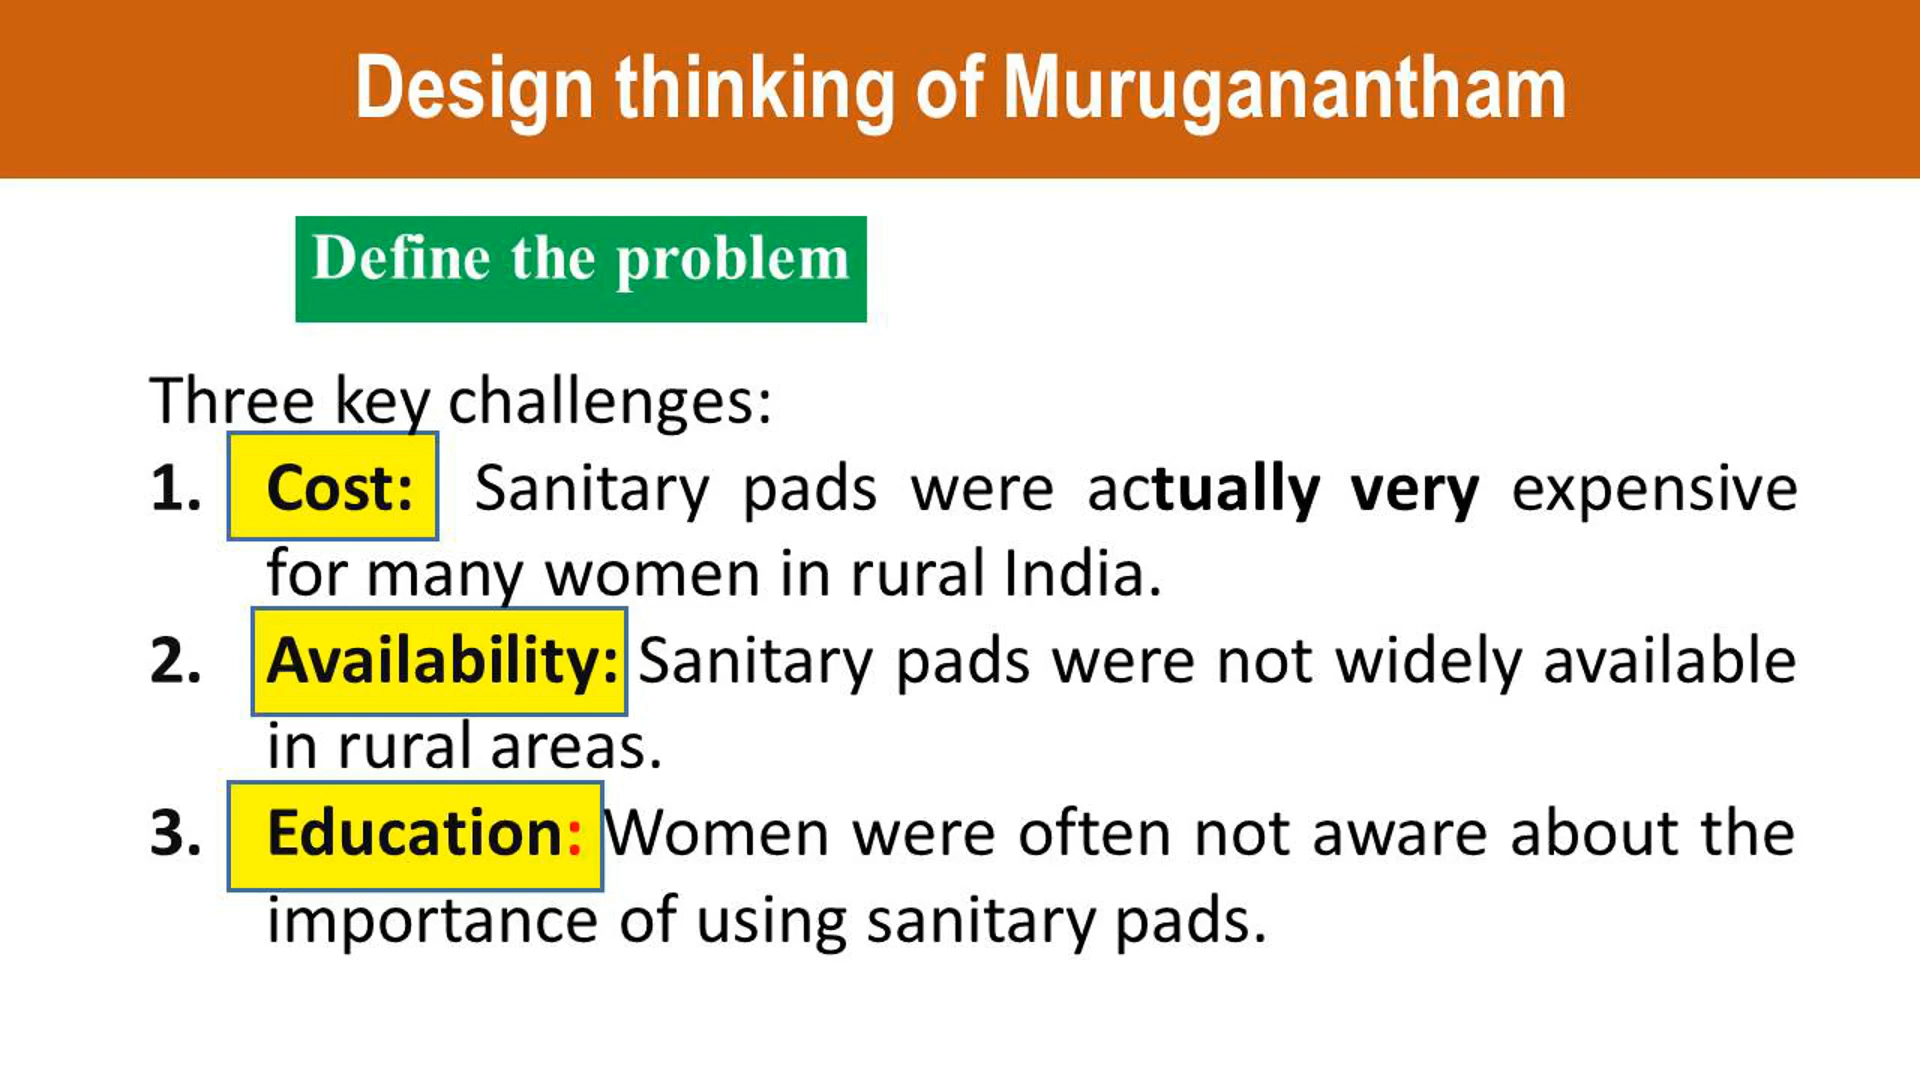 Design thinking of Muruganantham
Define the problem
Three key challenges:
1. Cost: Sanitary pads were actually very expensive
for many women in rural India.
2. Availability: Sanitary pads were not widely available
in rural areas.
3. Education: Women were often not aware about the
importance of using sanitary pads.